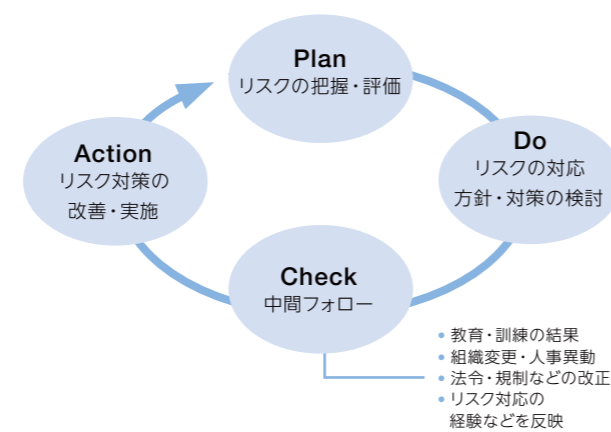 Plan
リスクの把握・評価
Do
リスクの対応
方針・対策の検討
Check
中間フォロー
• 教育・訓練の結果
• 組織変更・人事異動
• 法令・規制などの改正
• リスク対応の
経験などを反映
Action
リスク対策の
改善・実施